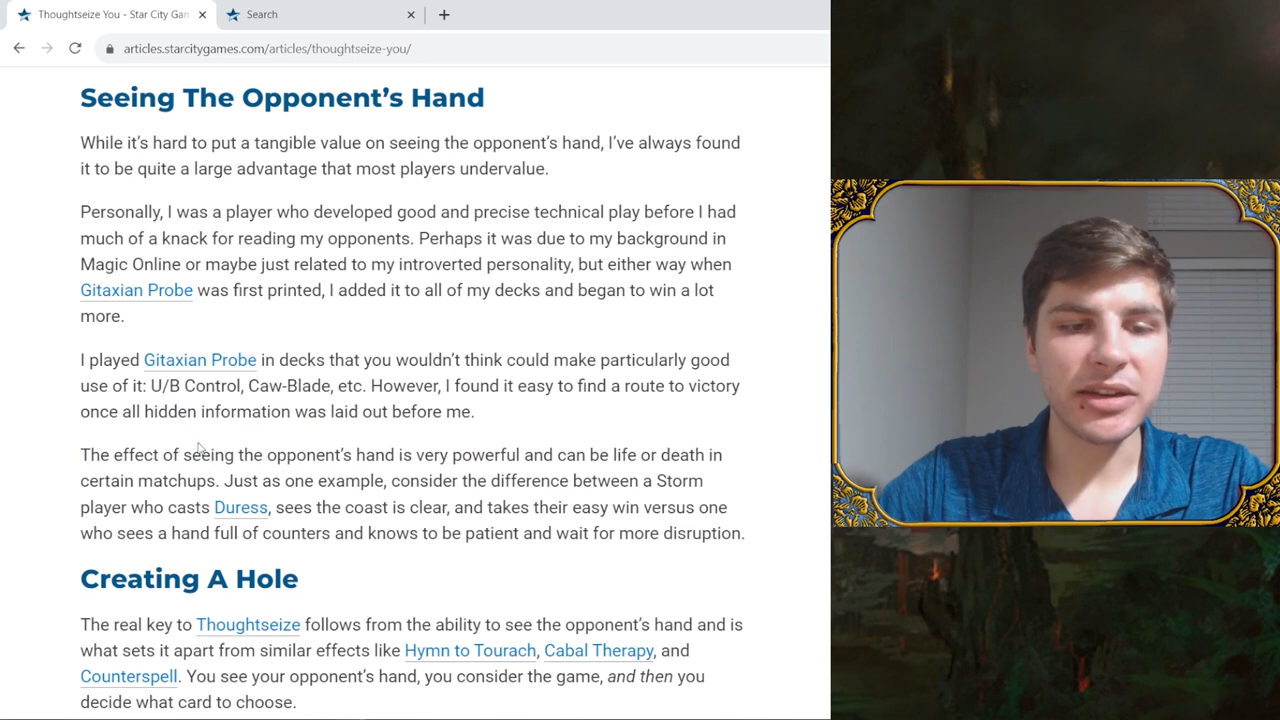 Thoughtseize You - Star City Gam
Search
articles.starcitygames.com/articles/thoughtseize-you/
Seeing The Opponent's Hand
While it's hard to put a tangible value on seeing the opponent's hand, I've always found
it to be quite a large advantage that most players undervalue.
Personally, I was a player who developed good and precise technical play before I had
much of a knack for reading my opponents. Perhaps it was due to my background in
Magic Online or maybe just related to my introverted personality, but either way when
Gitaxian Probe was first printed, I added it to all of my decks and began to win a lot
more.
I played Gitaxian Probe in decks that you wouldn't think could make particularly good
use of it: U/B Control, Caw-Blade, etc. However, I found it easy to find a route to victory
once all hidden information was laid out before me.
The effect of seeing the opponent's hand is very powerful and can be life or death in
certain matchups. Just as one example, consider the difference between a Storm
player who casts Duress, sees the coast is clear, and takes their easy win versus one
who sees a hand full of counters and knows to be patient and wait for more disruption.
Creating A Hole
The real key to Thoughtseize follows from the ability to see the opponent's hand and is
what sets it apart from similar effects like Hymn to Tourach, Cabal Therapy, and
Counterspell. You see your opponent's hand, you consider the game, and then you
decide what card to choose.